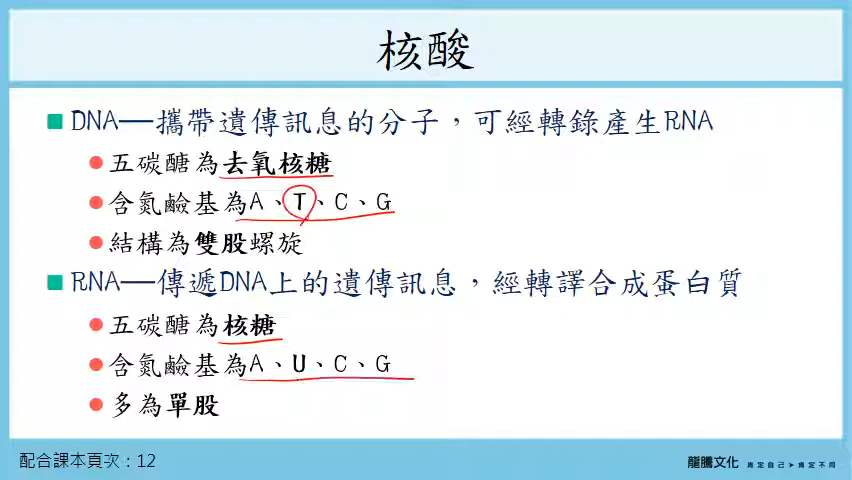 核酸
DNA──攜帶遺傳訊息的分子，可經轉錄產生RNA
五碳醣為去氧核糖
含氮鹼基為A、T、C、G
結構為雙股螺旋
RNA──傳遞DNA上的遺傳訊息，經轉譯合成蛋白質
五碳醣為核糖
含氮鹼基為A、U、C、G
多為單股
配合課本頁次：12
龍騰文化 肯定自己➤肯定不同